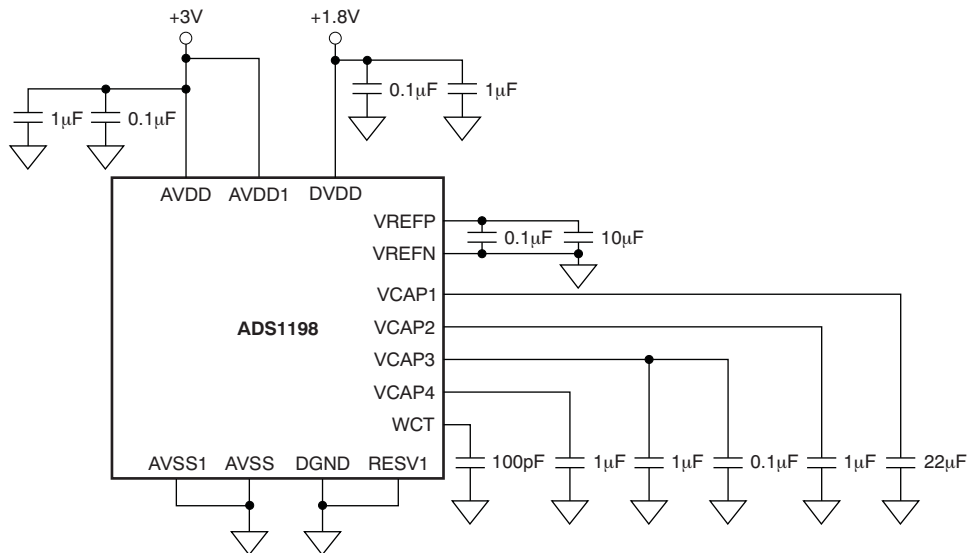 +3V +1.8V
1μF 0.1μF 0.1μF 1μF
AVDD AVDD1 DVDD
VREFP
0.1μF 10μF
VREFN
VCAP1
ADS1198 VCAP2
VCAP3
VCAP4
WCT
AVSS1 AVSS DGND RESV1 100pF 1μF 1μF 0.1μF 1μF 22μF